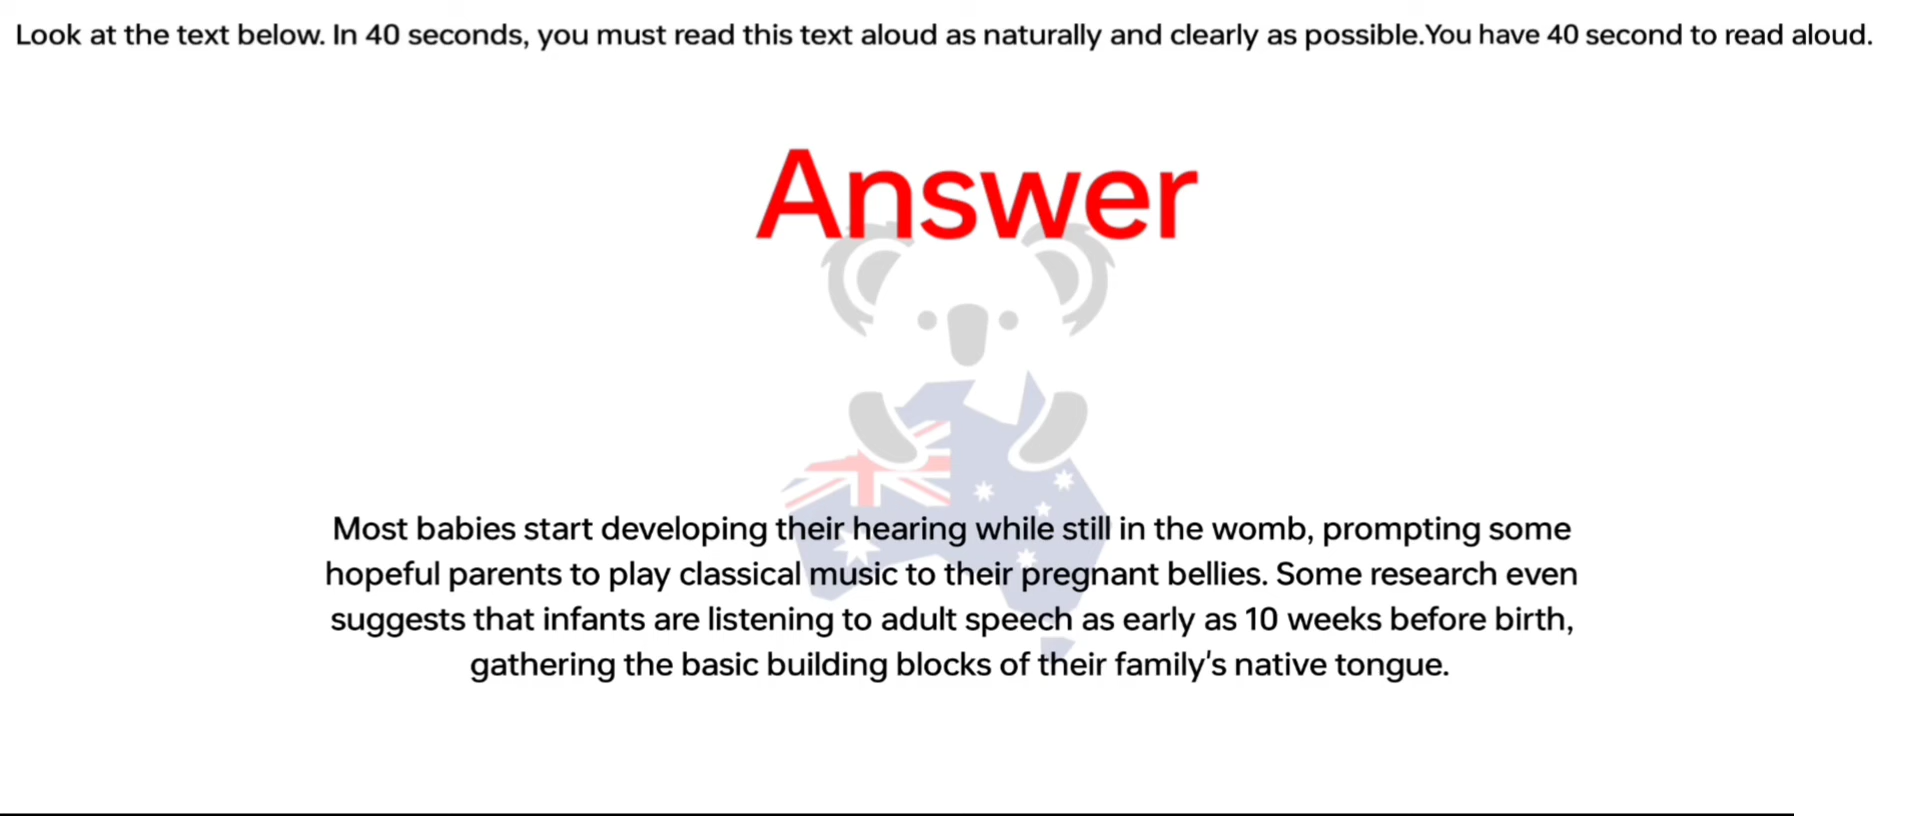 Look at the text below. In 40 seconds, you must read this text aloud as naturally and clearly as possible.You have 40 second to read aloud.
Answer
Most babies start developing their hearing while still in the womb, prompting some
hopeful parents to play classical music to their pregnant bellies. Some research even
suggests that infants are listening to adult speech as early as 10 weeks before birth,
gathering the basic building blocks of their family's native tongue.